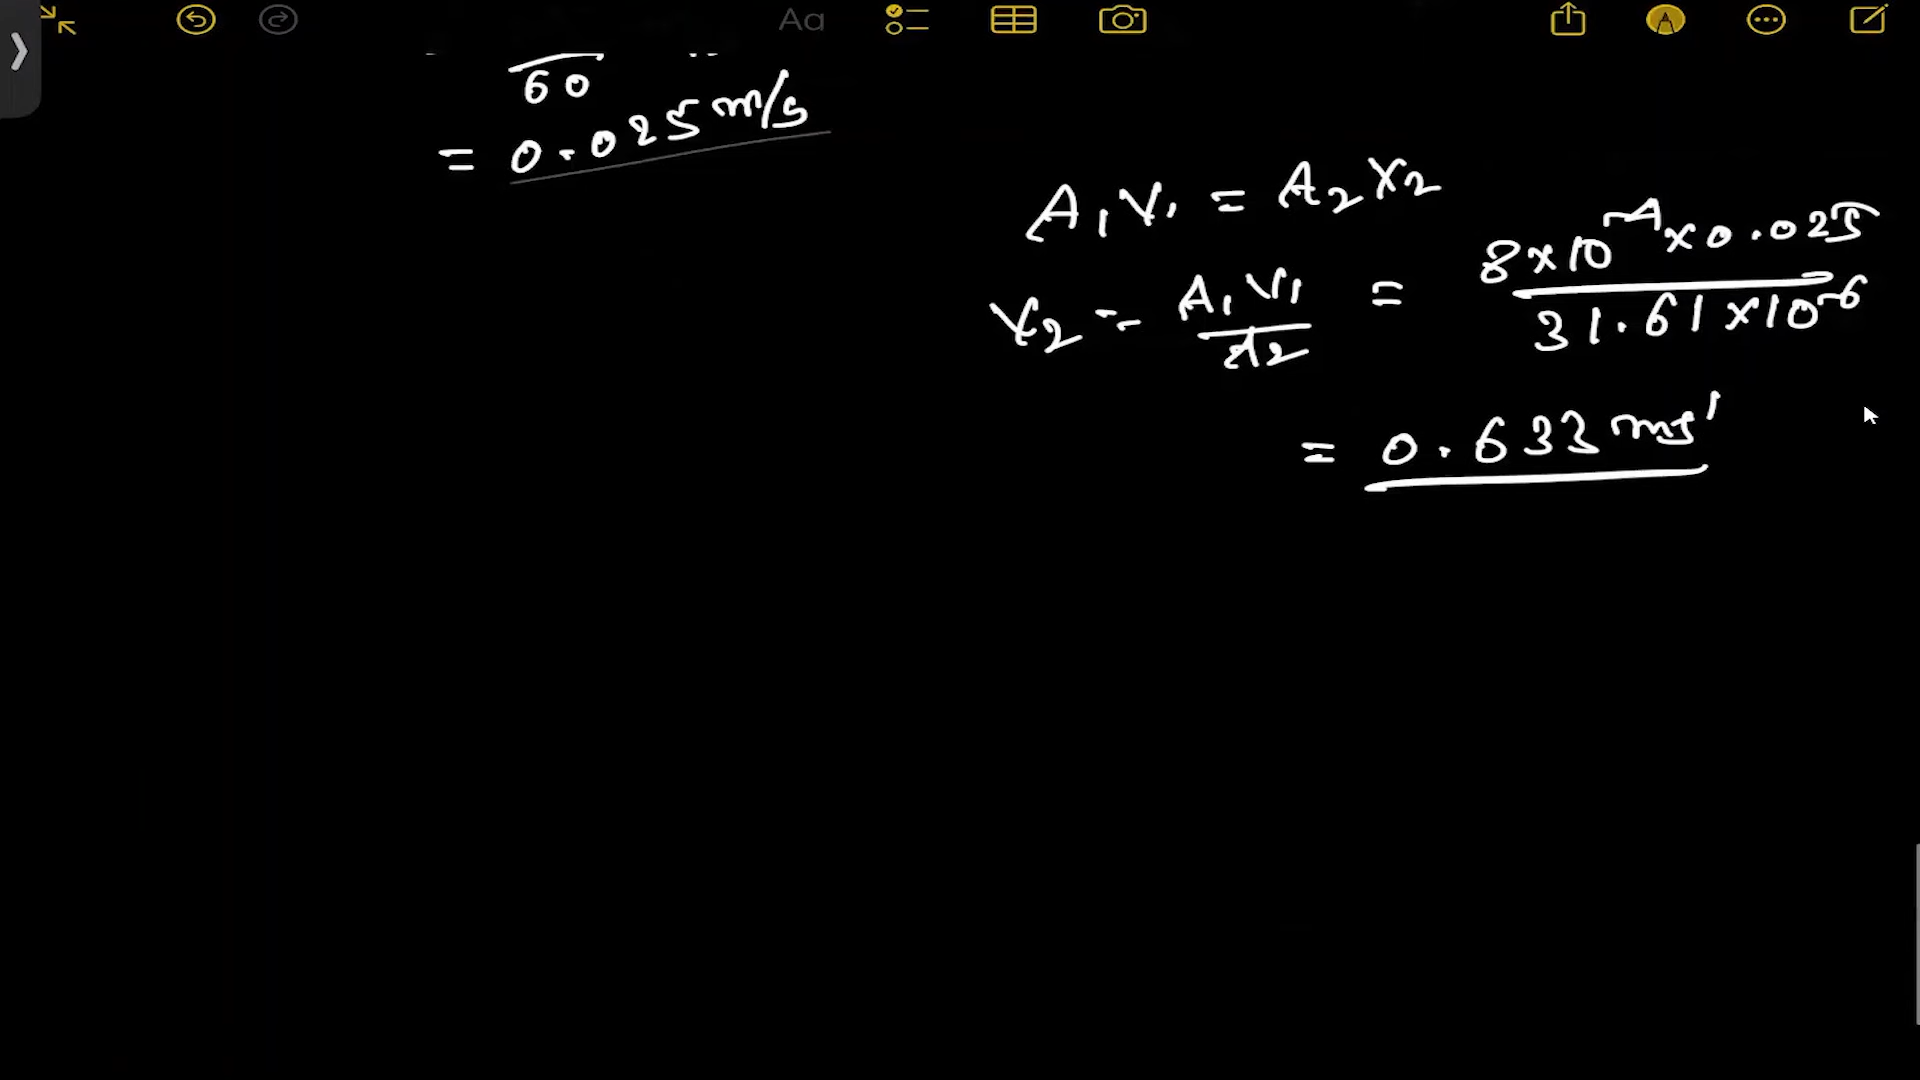 Aa
60
= 0.025 m/s
A₁V₁ = A₂V₂
V₂ = A₁V₁/A₂ = 8×10⁻⁴×0.025/31.61×10⁻⁶
= 0.633 ms⁻¹